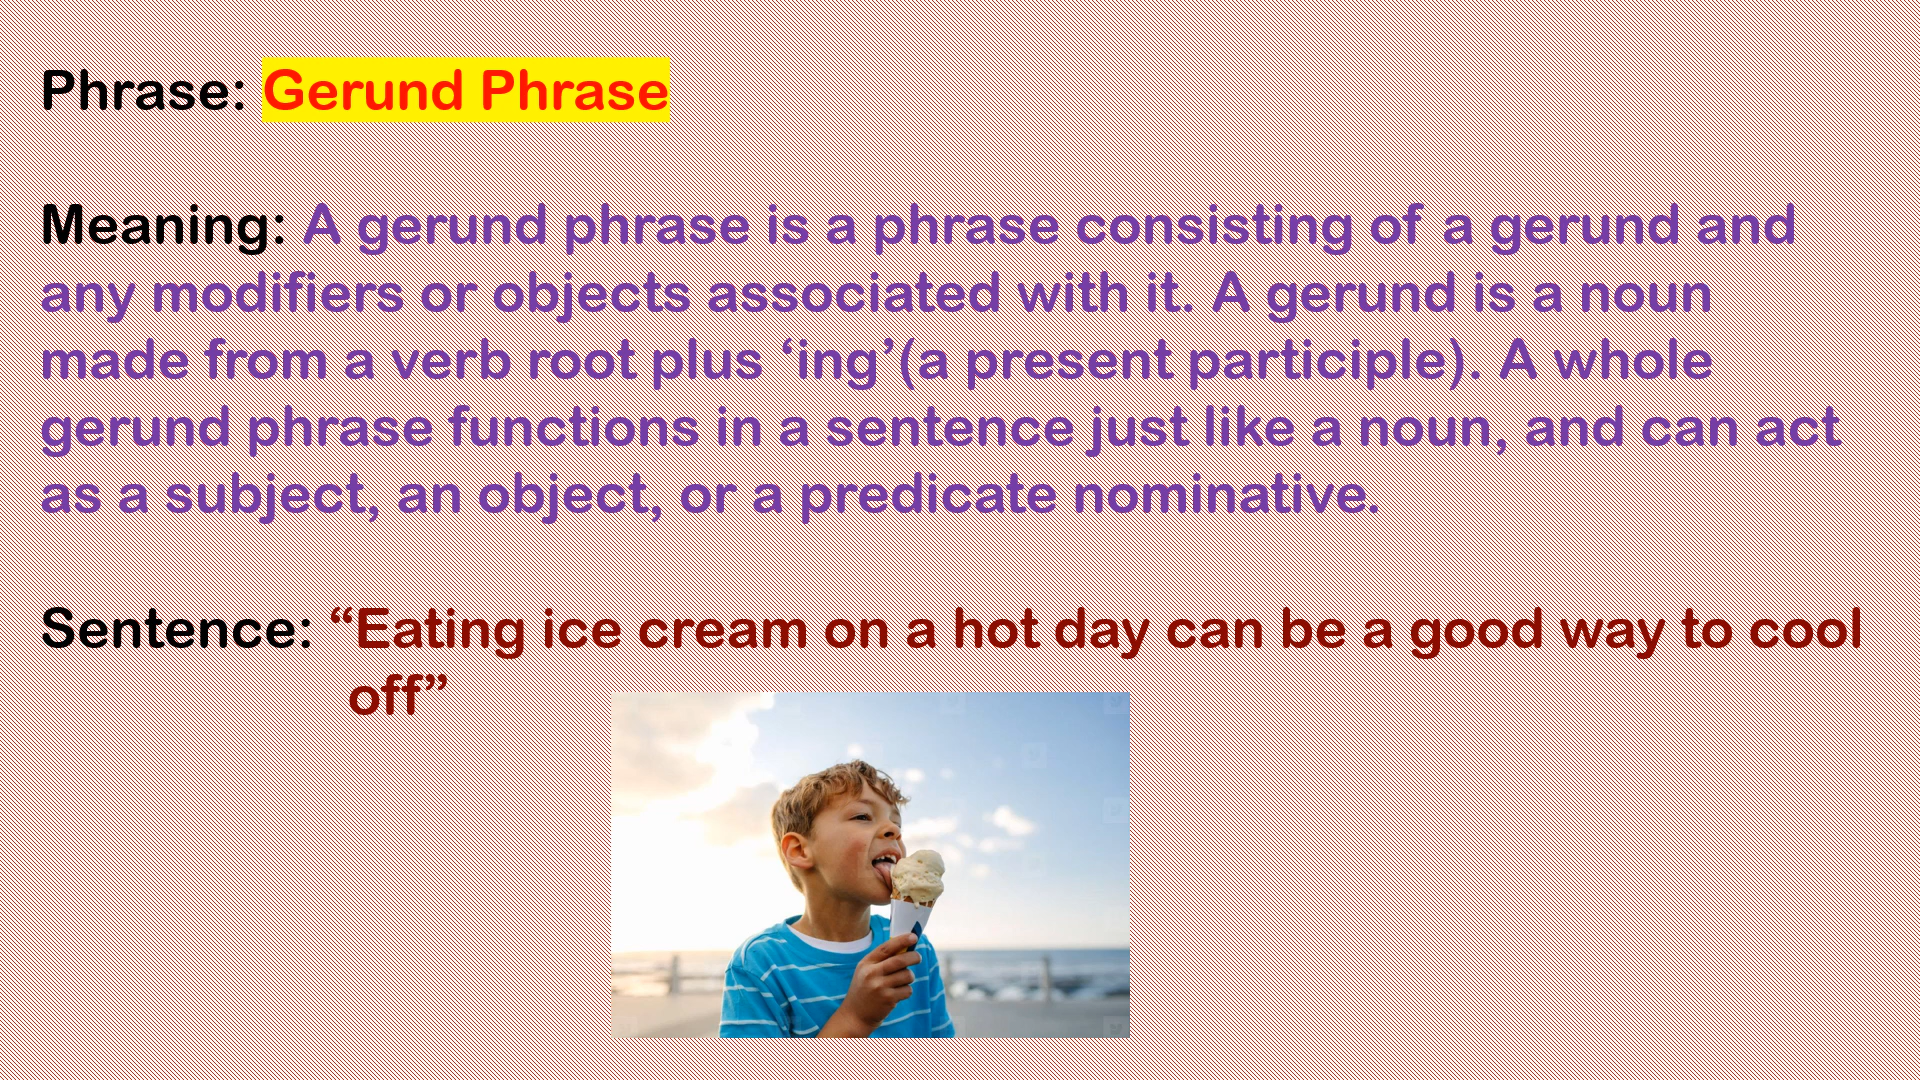 Phrase: Gerund Phrase
Meaning: A gerund phrase is a phrase consisting of a gerund and
any modifiers or objects associated with it. A gerund is a noun
made from a verb root plus ‘ing’(a present participle). A whole
gerund phrase functions in a sentence just like a noun, and can act
as a subject, an object, or a predicate nominative.
Sentence: “Eating ice cream on a hot day can be a good way to cool
off”